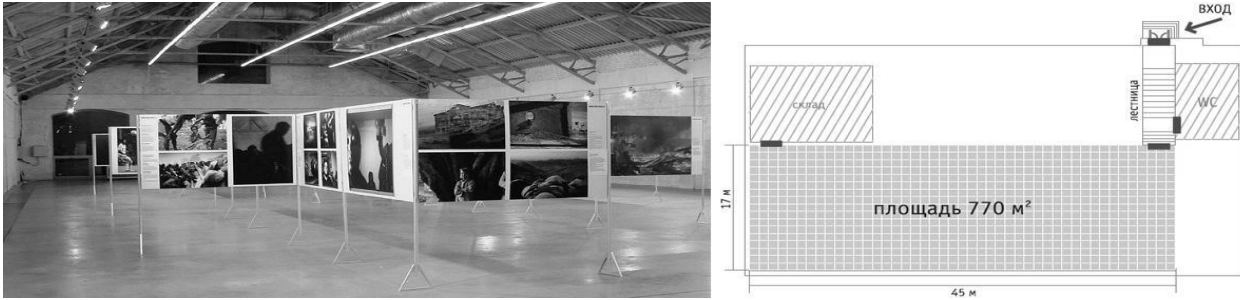 вход
лестница
склад
WC
17 м
площадь 770 м²
45 м